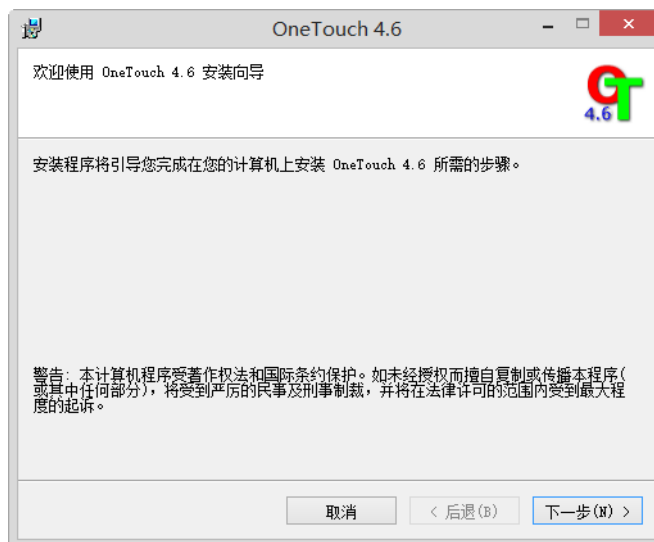 OneTouch 4.6
欢迎使用 OneTouch 4.6 安装向导
OT
4.6
安装程序将引导您完成在您的计算机上安装 OneTouch 4.6 所需的步骤。
警告: 本计算机程序受著作权法和国际条约保护。如未经授权而擅自复制或传播本程序(
或其中任何部分)，将受到严厉的民事及刑事制裁，并将在法律许可的范围内受到最大程
度的起诉。
取消
< 后退(B)
下一步(N) >